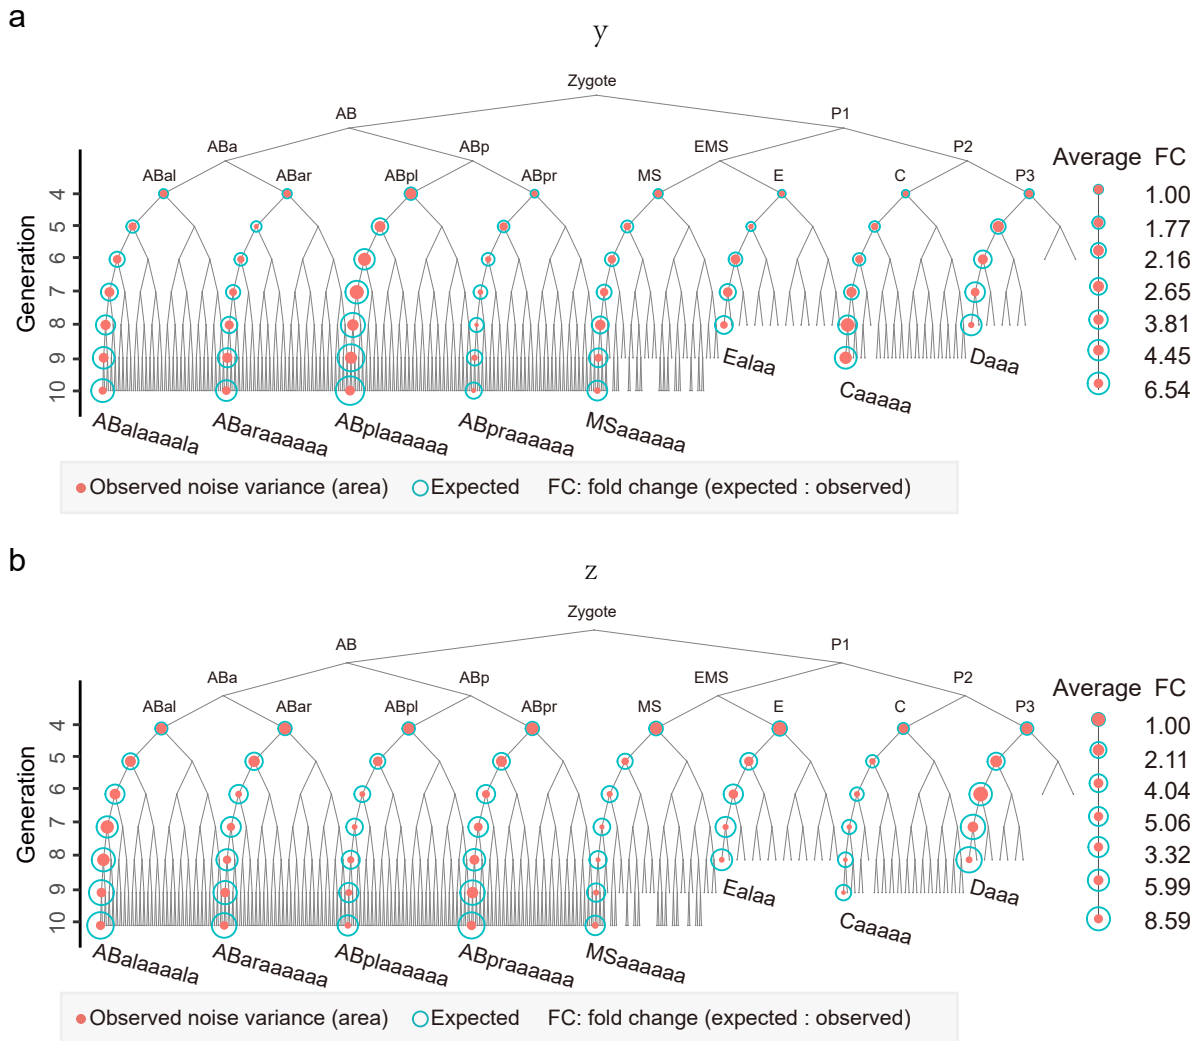 a
y
Zygote
AB P1
ABa ABp EMS P2
Average FC
ABal ABar ABpl ABpr MS E C P3
Generation
4 1.00
5 1.77
6 2.16
7 2.65
8 3.81
9 4.45
10 6.54
Ealaa Daaa
Caaaaa
ABalaaaala ABaraaaaaa ABplaaaaaa ABpraaaaaa MSaaaaaa
Observed noise variance (area) Expected FC: fold change (expected : observed)
b
z
Zygote
AB P1
ABa ABp EMS P2
Average FC
ABal ABar ABpl ABpr MS E C P3
Generation
4 1.00
5 2.11
6 4.04
7 5.06
8 3.32
9 5.99
10 8.59
Ealaa Daaa
Caaaaa
ABalaaaala ABaraaaaaa ABplaaaaaa ABpraaaaaa MSaaaaaa
Observed noise variance (area) Expected FC: fold change (expected : observed)